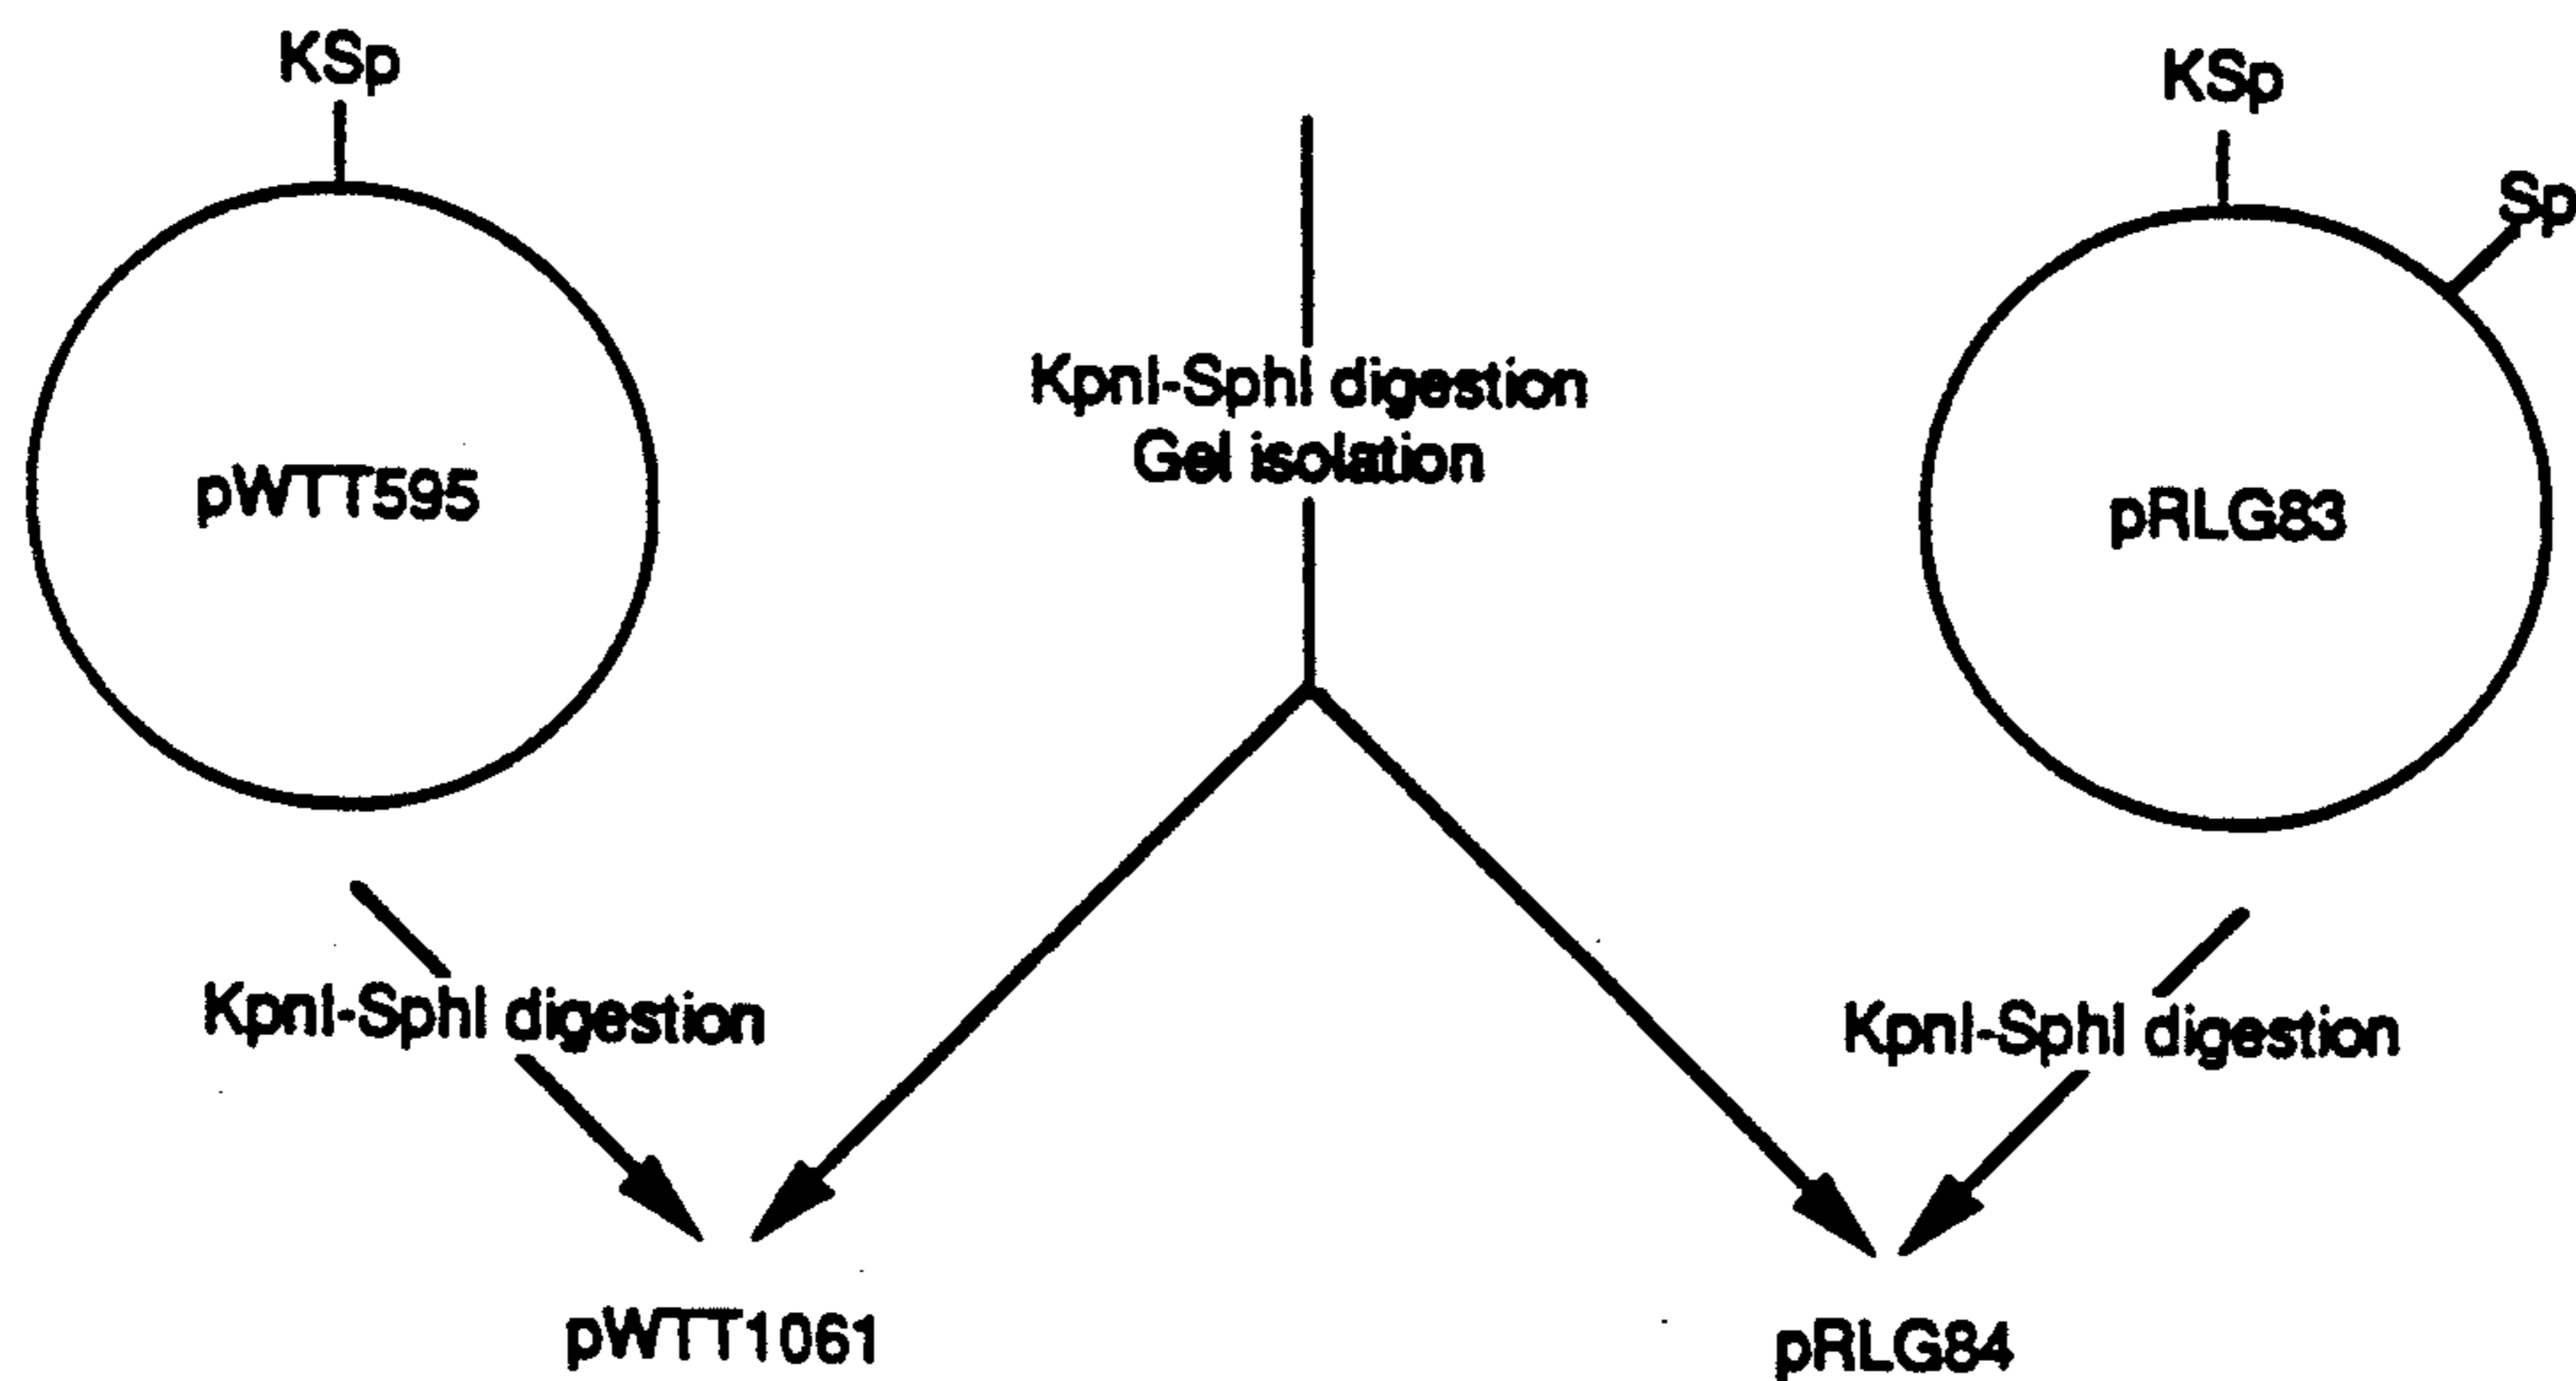 KSp
KSp
Sp
KpnI-SphI digestion
Gel isolation
pWTT595
pRLG83
KpnI-SphI digestion
KpnI-SphI digestion
pWTT1061
pRLG84